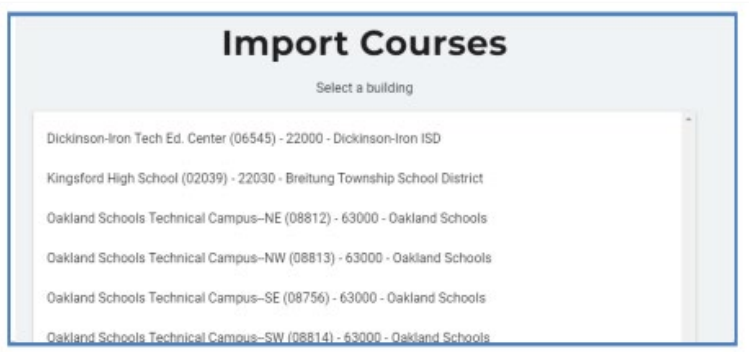 Import Courses
Select a building
Dickinson-Iron Tech Ed. Center (06545) - 22000 - Dickinson-Iron ISD
Kingsford High School (02039) - 22030 - Breitung Township School District
Oakland Schools Technical Campus--NE (08812) - 63000 - Oakland Schools
Oakland Schools Technical Campus--NW (08813) - 63000 - Oakland Schools
Oakland Schools Technical Campus--SE (08756) - 63000 - Oakland Schools
Oakland Schools Technical Campus--SW (08814) - 63000 - Oakland Schools